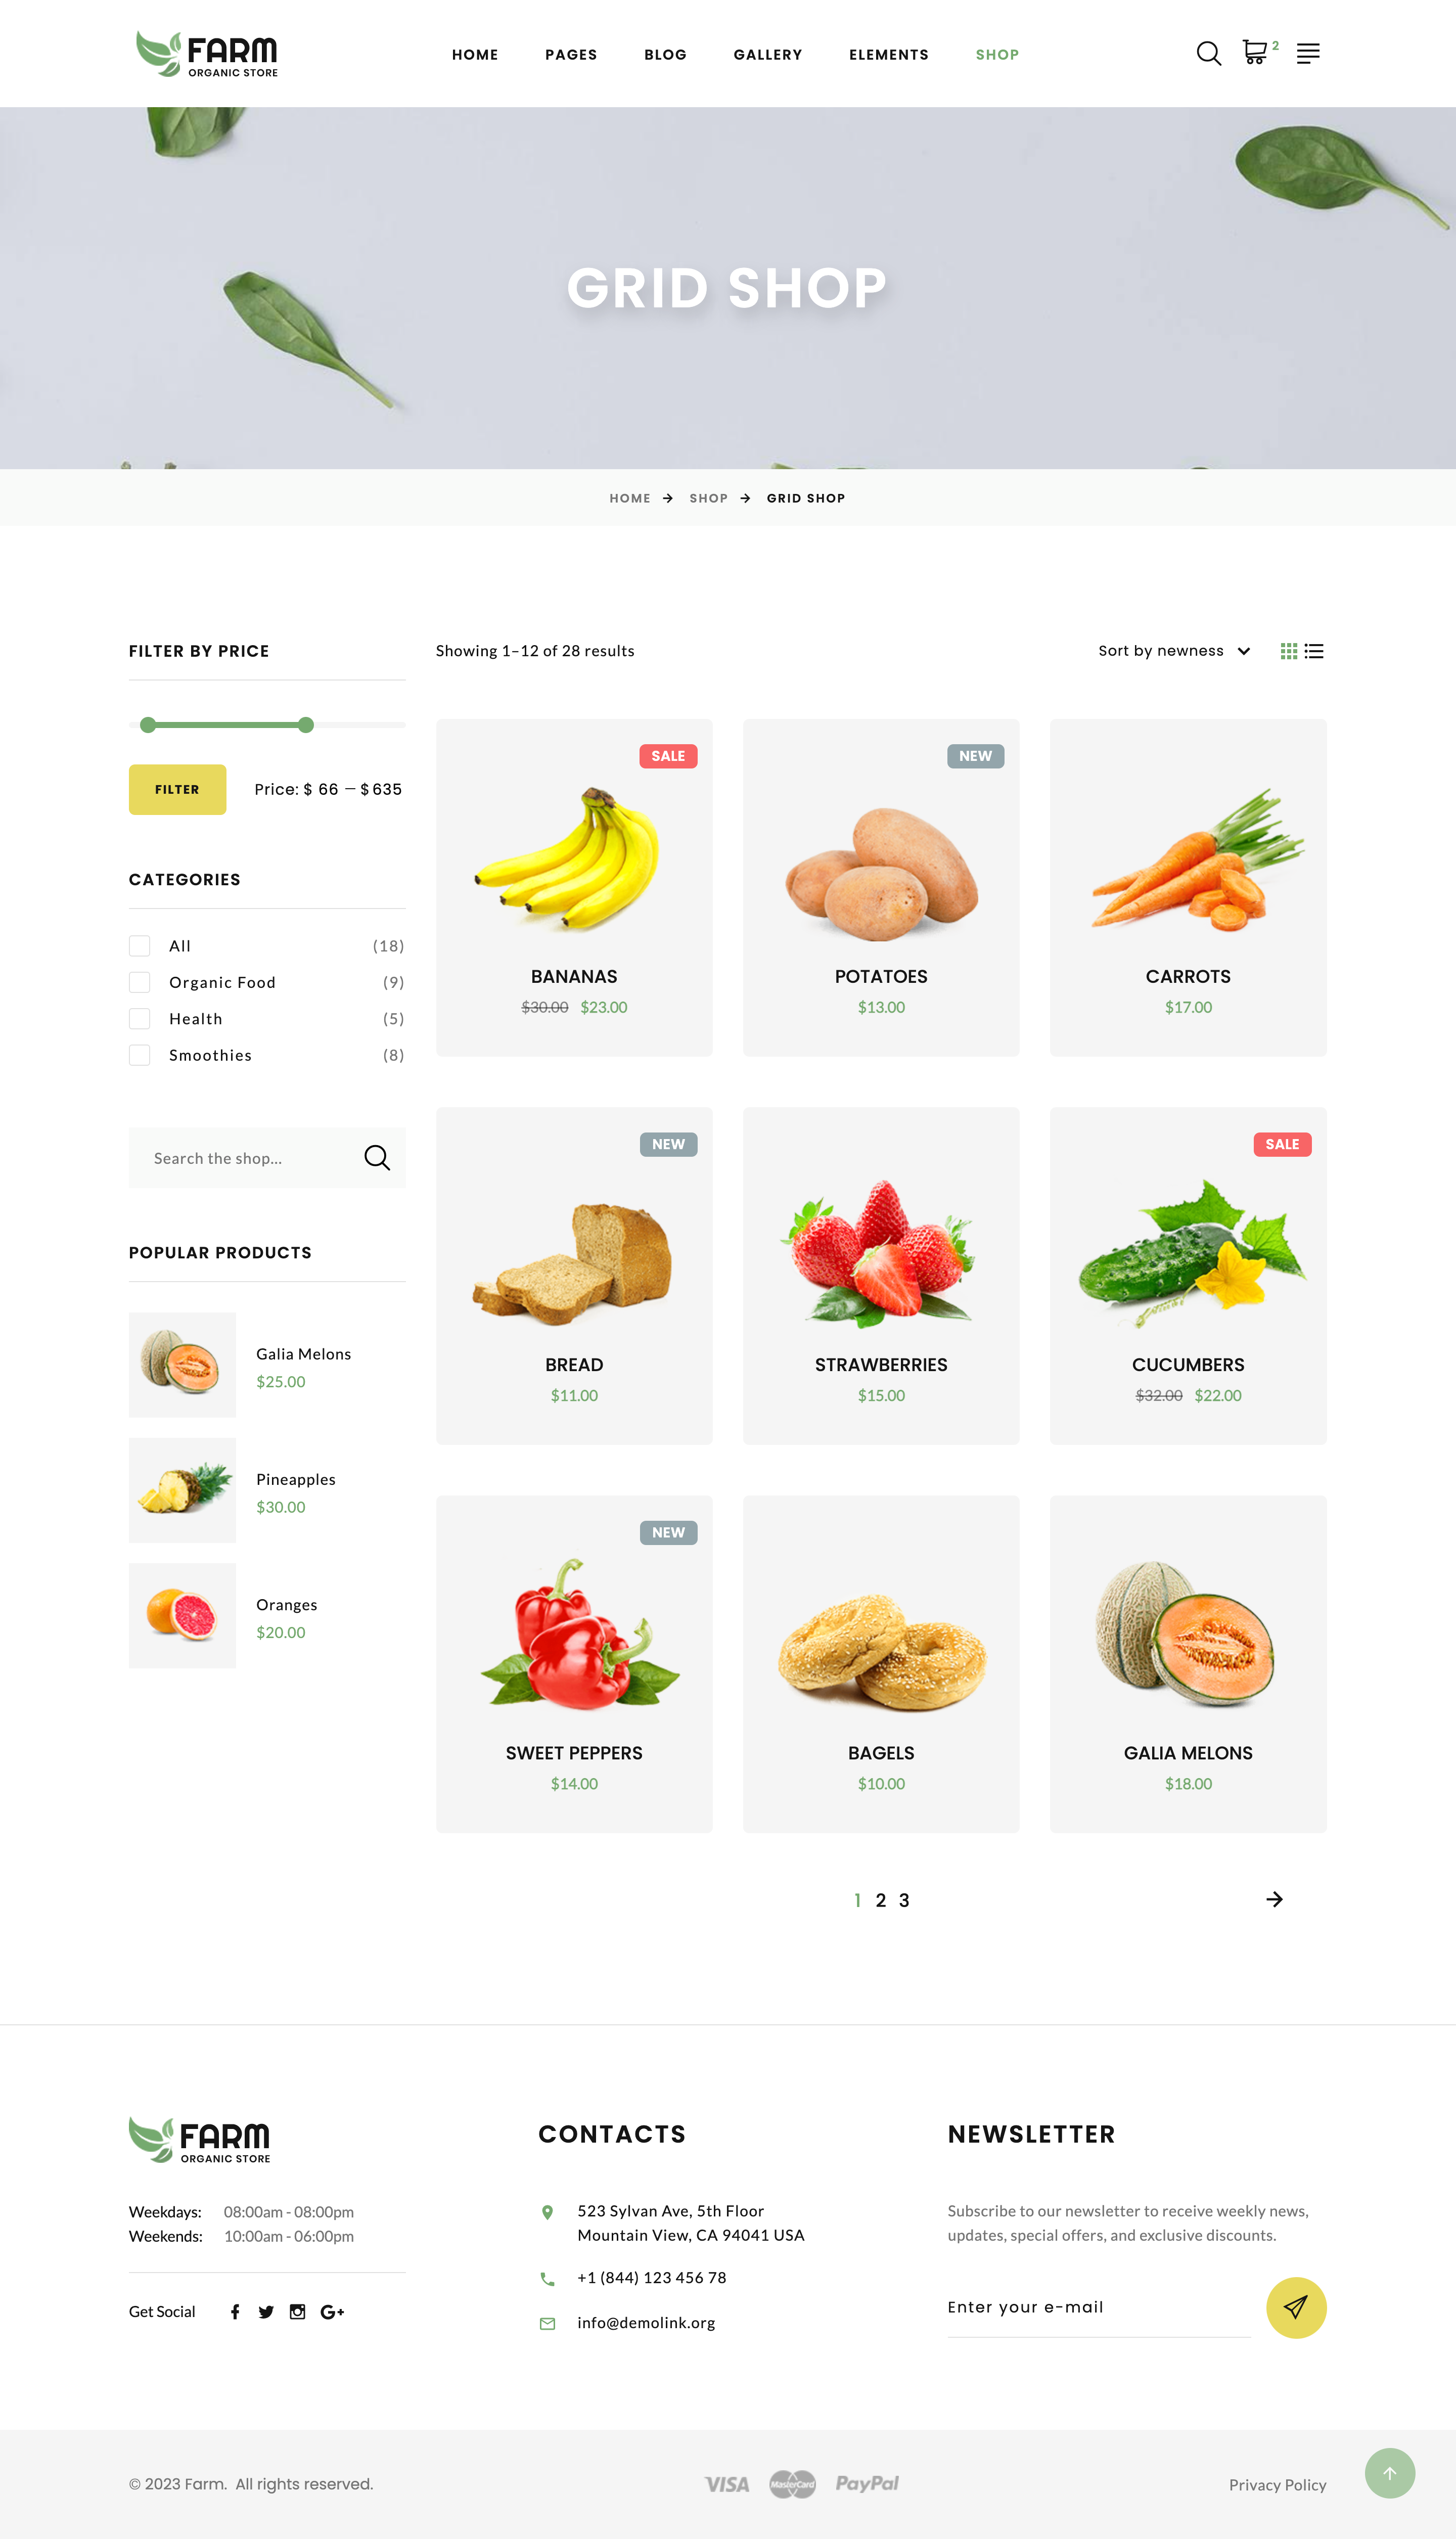 FARM
ORGANIC STORE
HOME PAGES BLOG GALLERY ELEMENTS SHOP
2
GRID SHOP
HOME SHOP GRID SHOP
FILTER BY PRICE
FILTER
Price: $ 66 — $ 635
CATEGORIES
All (18)
Organic Food (9)
Health (5)
Smoothies (8)
Search the shop...
POPULAR PRODUCTS
Galia Melons
$25.00
Pineapples
$30.00
Oranges
$20.00
Showing 1–12 of 28 results
Sort by newness
SALE
BANANAS
$30.00 $23.00
NEW
POTATOES
$13.00
CARROTS
$17.00
NEW
BREAD
$11.00
STRAWBERRIES
$15.00
SALE
CUCUMBERS
$32.00 $22.00
NEW
SWEET PEPPERS
$14.00
BAGELS
$10.00
GALIA MELONS
$18.00
1 2 3
FARM
ORGANIC STORE
Weekdays: 08:00am - 08:00pm
Weekends: 10:00am - 06:00pm
Get Social
G+
CONTACTS
523 Sylvan Ave, 5th Floor
Mountain View, CA 94041 USA
+1 (844) 123 456 78
info@demolink.org
NEWSLETTER
Subscribe to our newsletter to receive weekly news,
updates, special offers, and exclusive discounts.
Enter your e-mail
© 2023 Farm. All rights reserved.
VISA MasterCard PayPal
Privacy Policy